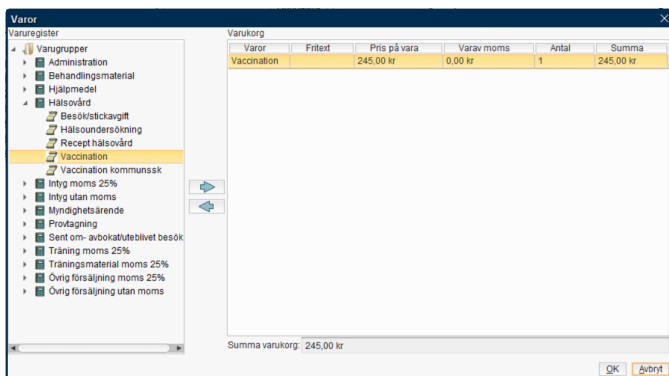 Varor
Varuregister
Varugrupper
Administration
Behandlingsmaterial
Hjälpmedel
Hälsovård
Besök/stickavgift
Hälsoundersökning
Recept hälsovård
Vaccination
Vaccination kommunssk
Intyg moms 25%
Intyg utan moms
Myndighetsärende
Provtagning
Sent om- avbokat/uteblivet besök
Träning moms 25%
Träningsmaterial moms 25%
Övrig försäljning moms 25%
Övrig försäljning utan moms
Varukorg
Varor Fritext Pris på vara Varav moms Antal Summa
Vaccination 245,00 kr 0,00 kr 1 245,00 kr
Summa varukorg: 245,00 kr
OK Avbryt